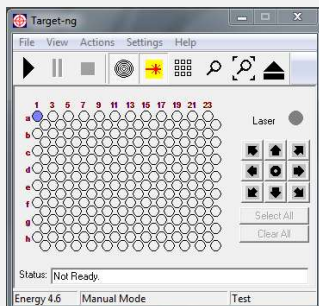 Target-ng
File View Actions Settings Help
1 3 5 7 9 11 13 15 17 19 21 23
Laser
a
b
c
d
e
f
g
h
Select All
Clear All
Status: Not Ready.
Energy 4.6 Manual Mode Test